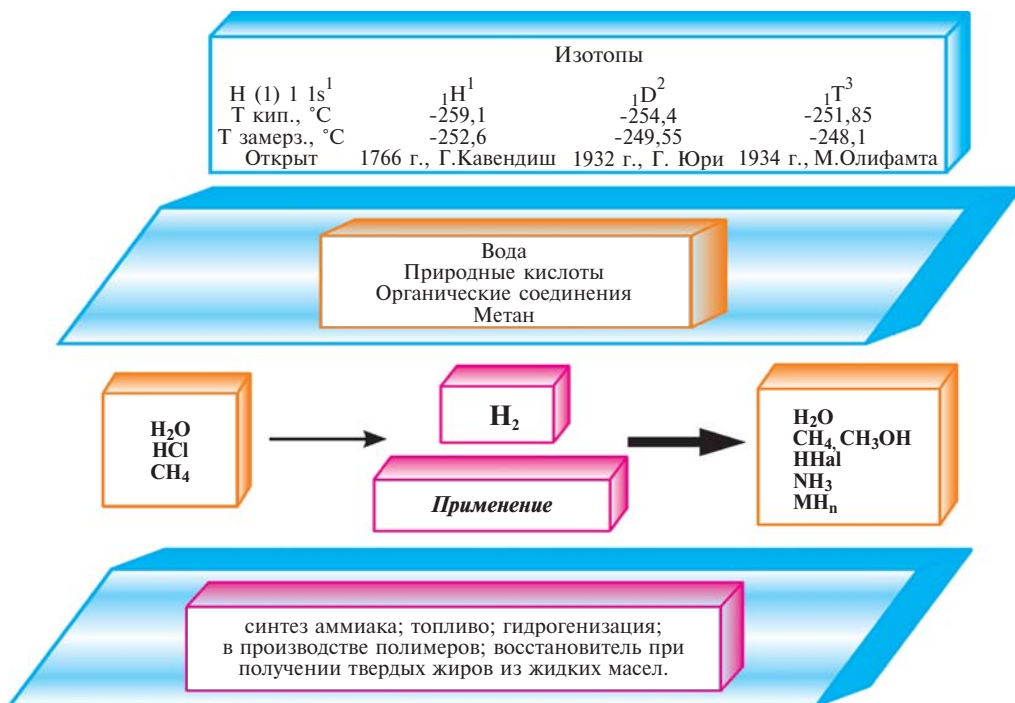 Изотопы
H (1) 1 1s¹ ₁H¹ ₁D² ₁T³
Т кип., °С -259,1 -254,4 -251,85
Т замерз., °С -252,6 -249,55 -248,1
Открыт 1766 г., Г.Кавендиш 1932 г., Г. Юри 1934 г., М.Олифамта
Вода
Природные кислоты
Органические соединения
Метан
H₂O
HCl
CH₄
H₂
Применение
H₂O
CH₄, CH₃OH
HHal
NH₃
MHₙ
синтез аммиака; топливо; гидрогенизация;
в производстве полимеров; восстановитель при
получении твердых жиров из жидких масел.